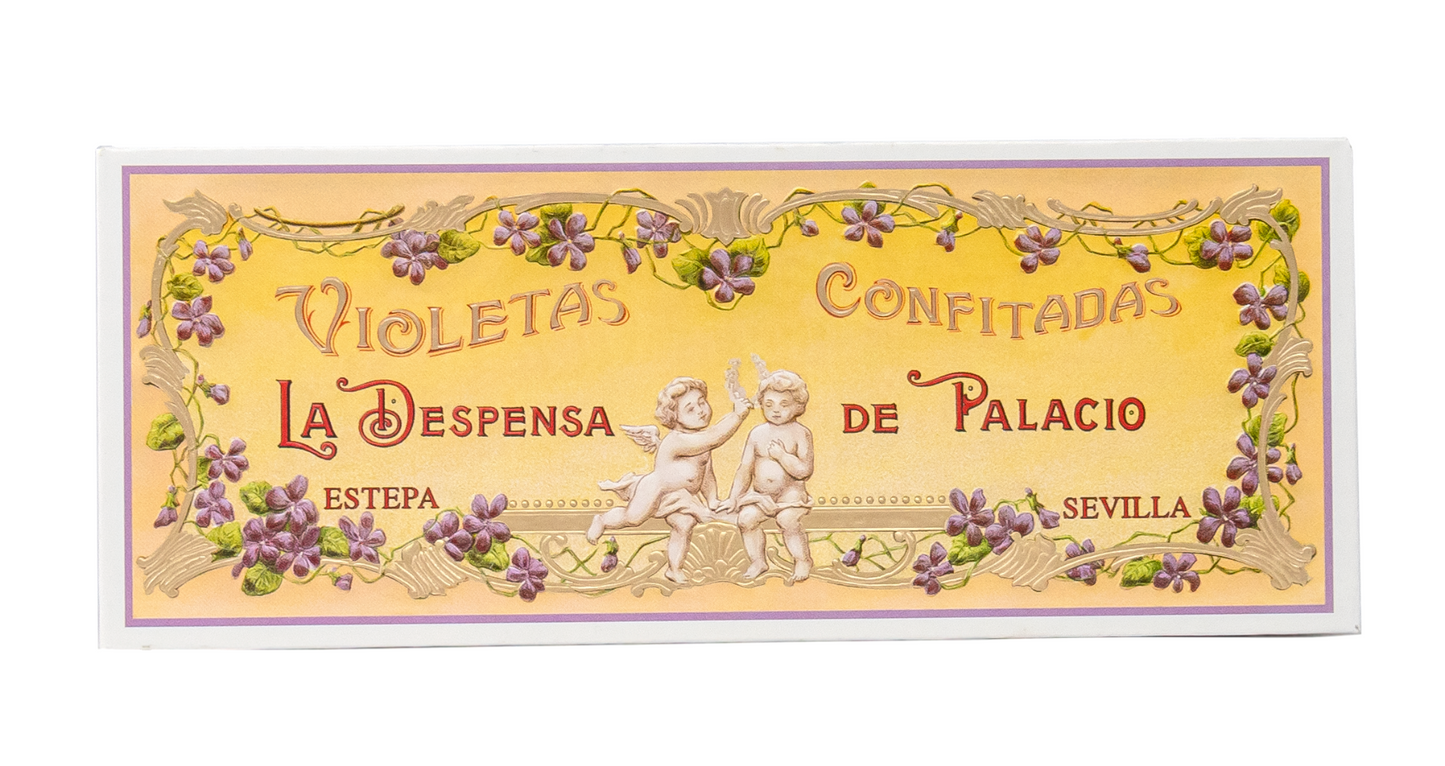 VIOLETAS CONFITADAS
LA DESPENSA DE PALACIO
ESTEPA SEVILLA